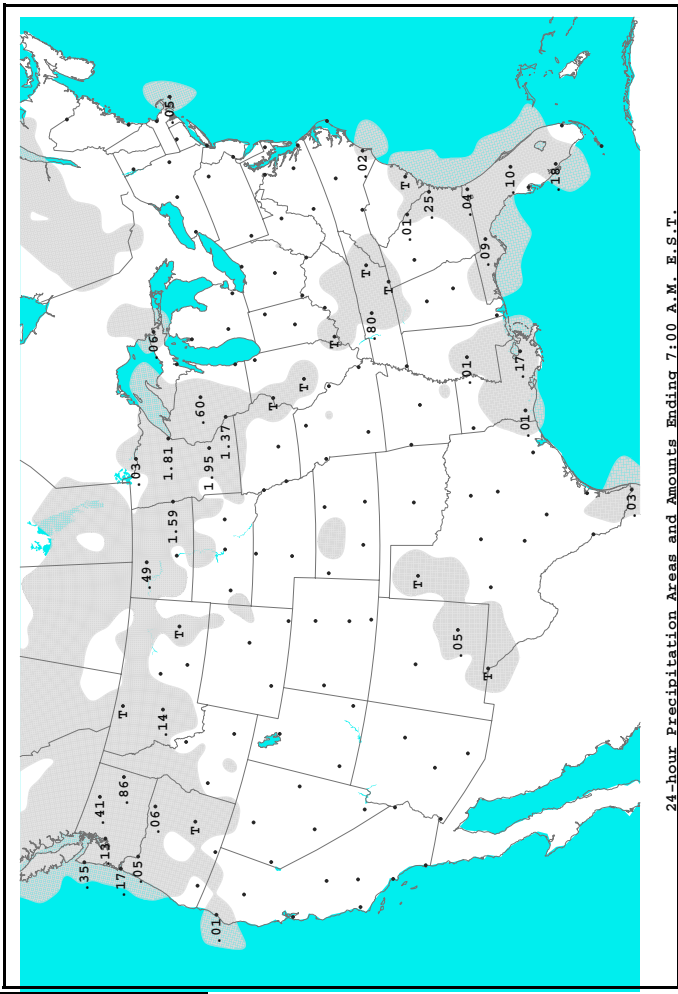 .35
.41
.13
.17
T
.86
.03
.05
.49
.06
.06
.14
1.81
.05
1.59
T
T
.60
1.95
.01
1.37
T
T
T
.02
T
.80
T
T
.01
T
.25
.05
.01
.04
.09
T
.10
.17
.01
.18
.03
24-hour Precipitation Areas and Amounts Ending 7:00 A.M. E.S.T.